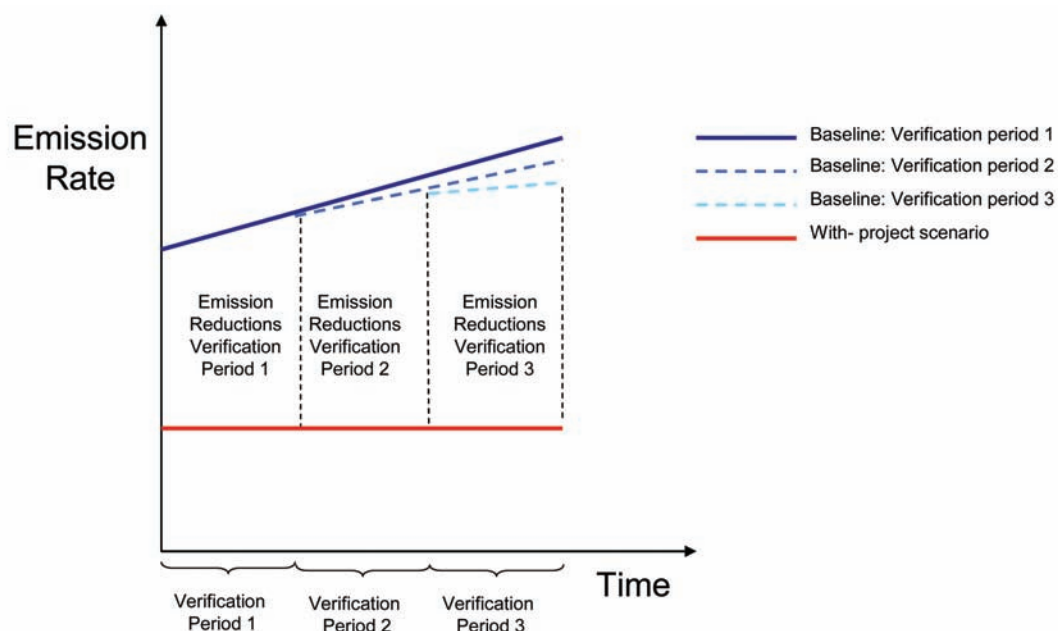 Emission
Rate
Baseline: Verification period 1
Baseline: Verification period 2
Baseline: Verification period 3
With- project scenario
Emission
Reductions
Verification
Period 1
Emission
Reductions
Verification
Period 2
Emission
Reductions
Verification
Period 3
Time
Verification
Period 1
Verification
Period 2
Verification
Period 3